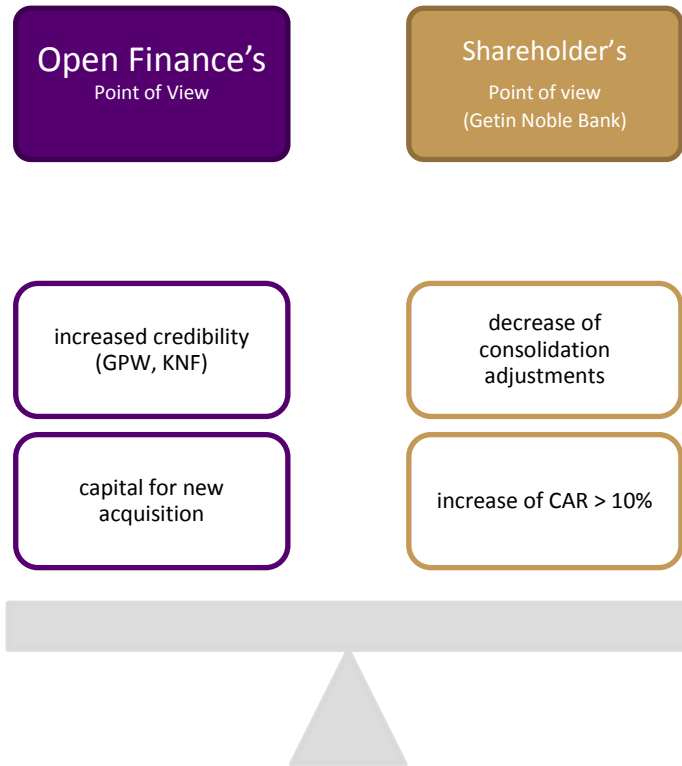 Open Finance’s
Point of View
Shareholder’s
Point of view
(Getin Noble Bank)
increased credibility
(GPW, KNF)
decrease of
consolidation
adjustments
capital for new
acquisition
increase of CAR > 10%